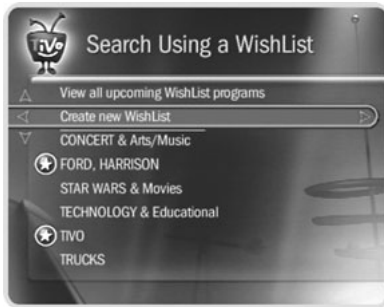 TiVo
Search Using a WishList
View all upcoming WishList programs
Create new WishList
CONCERT & Arts/Music
FORD, HARRISON
STAR WARS & Movies
TECHNOLOGY & Educational
TIVO
TRUCKS